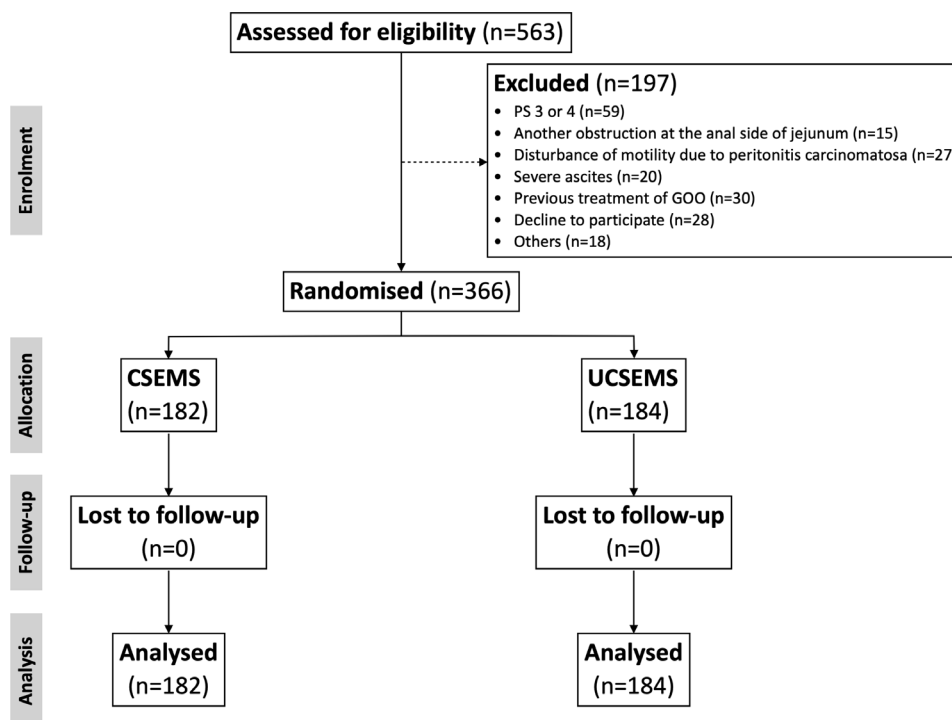 Assessed for eligibility (n=563)
Excluded (n=197)
• PS 3 or 4 (n=59)
• Another obstruction at the anal side of jejunum (n=15)
• Disturbance of motility due to peritonitis carcinomatosa (n=27
• Severe ascites (n=20)
• Previous treatment of GOO (n=30)
• Decline to participate (n=28)
• Others (n=18)
Enrolment
Randomised (n=366)
Allocation
CSEMS
(n=182)
UCSEMS
(n=184)
Follow-up
Lost to follow-up
(n=0)
Lost to follow-up
(n=0)
Analysis
Analysed
(n=182)
Analysed
(n=184)